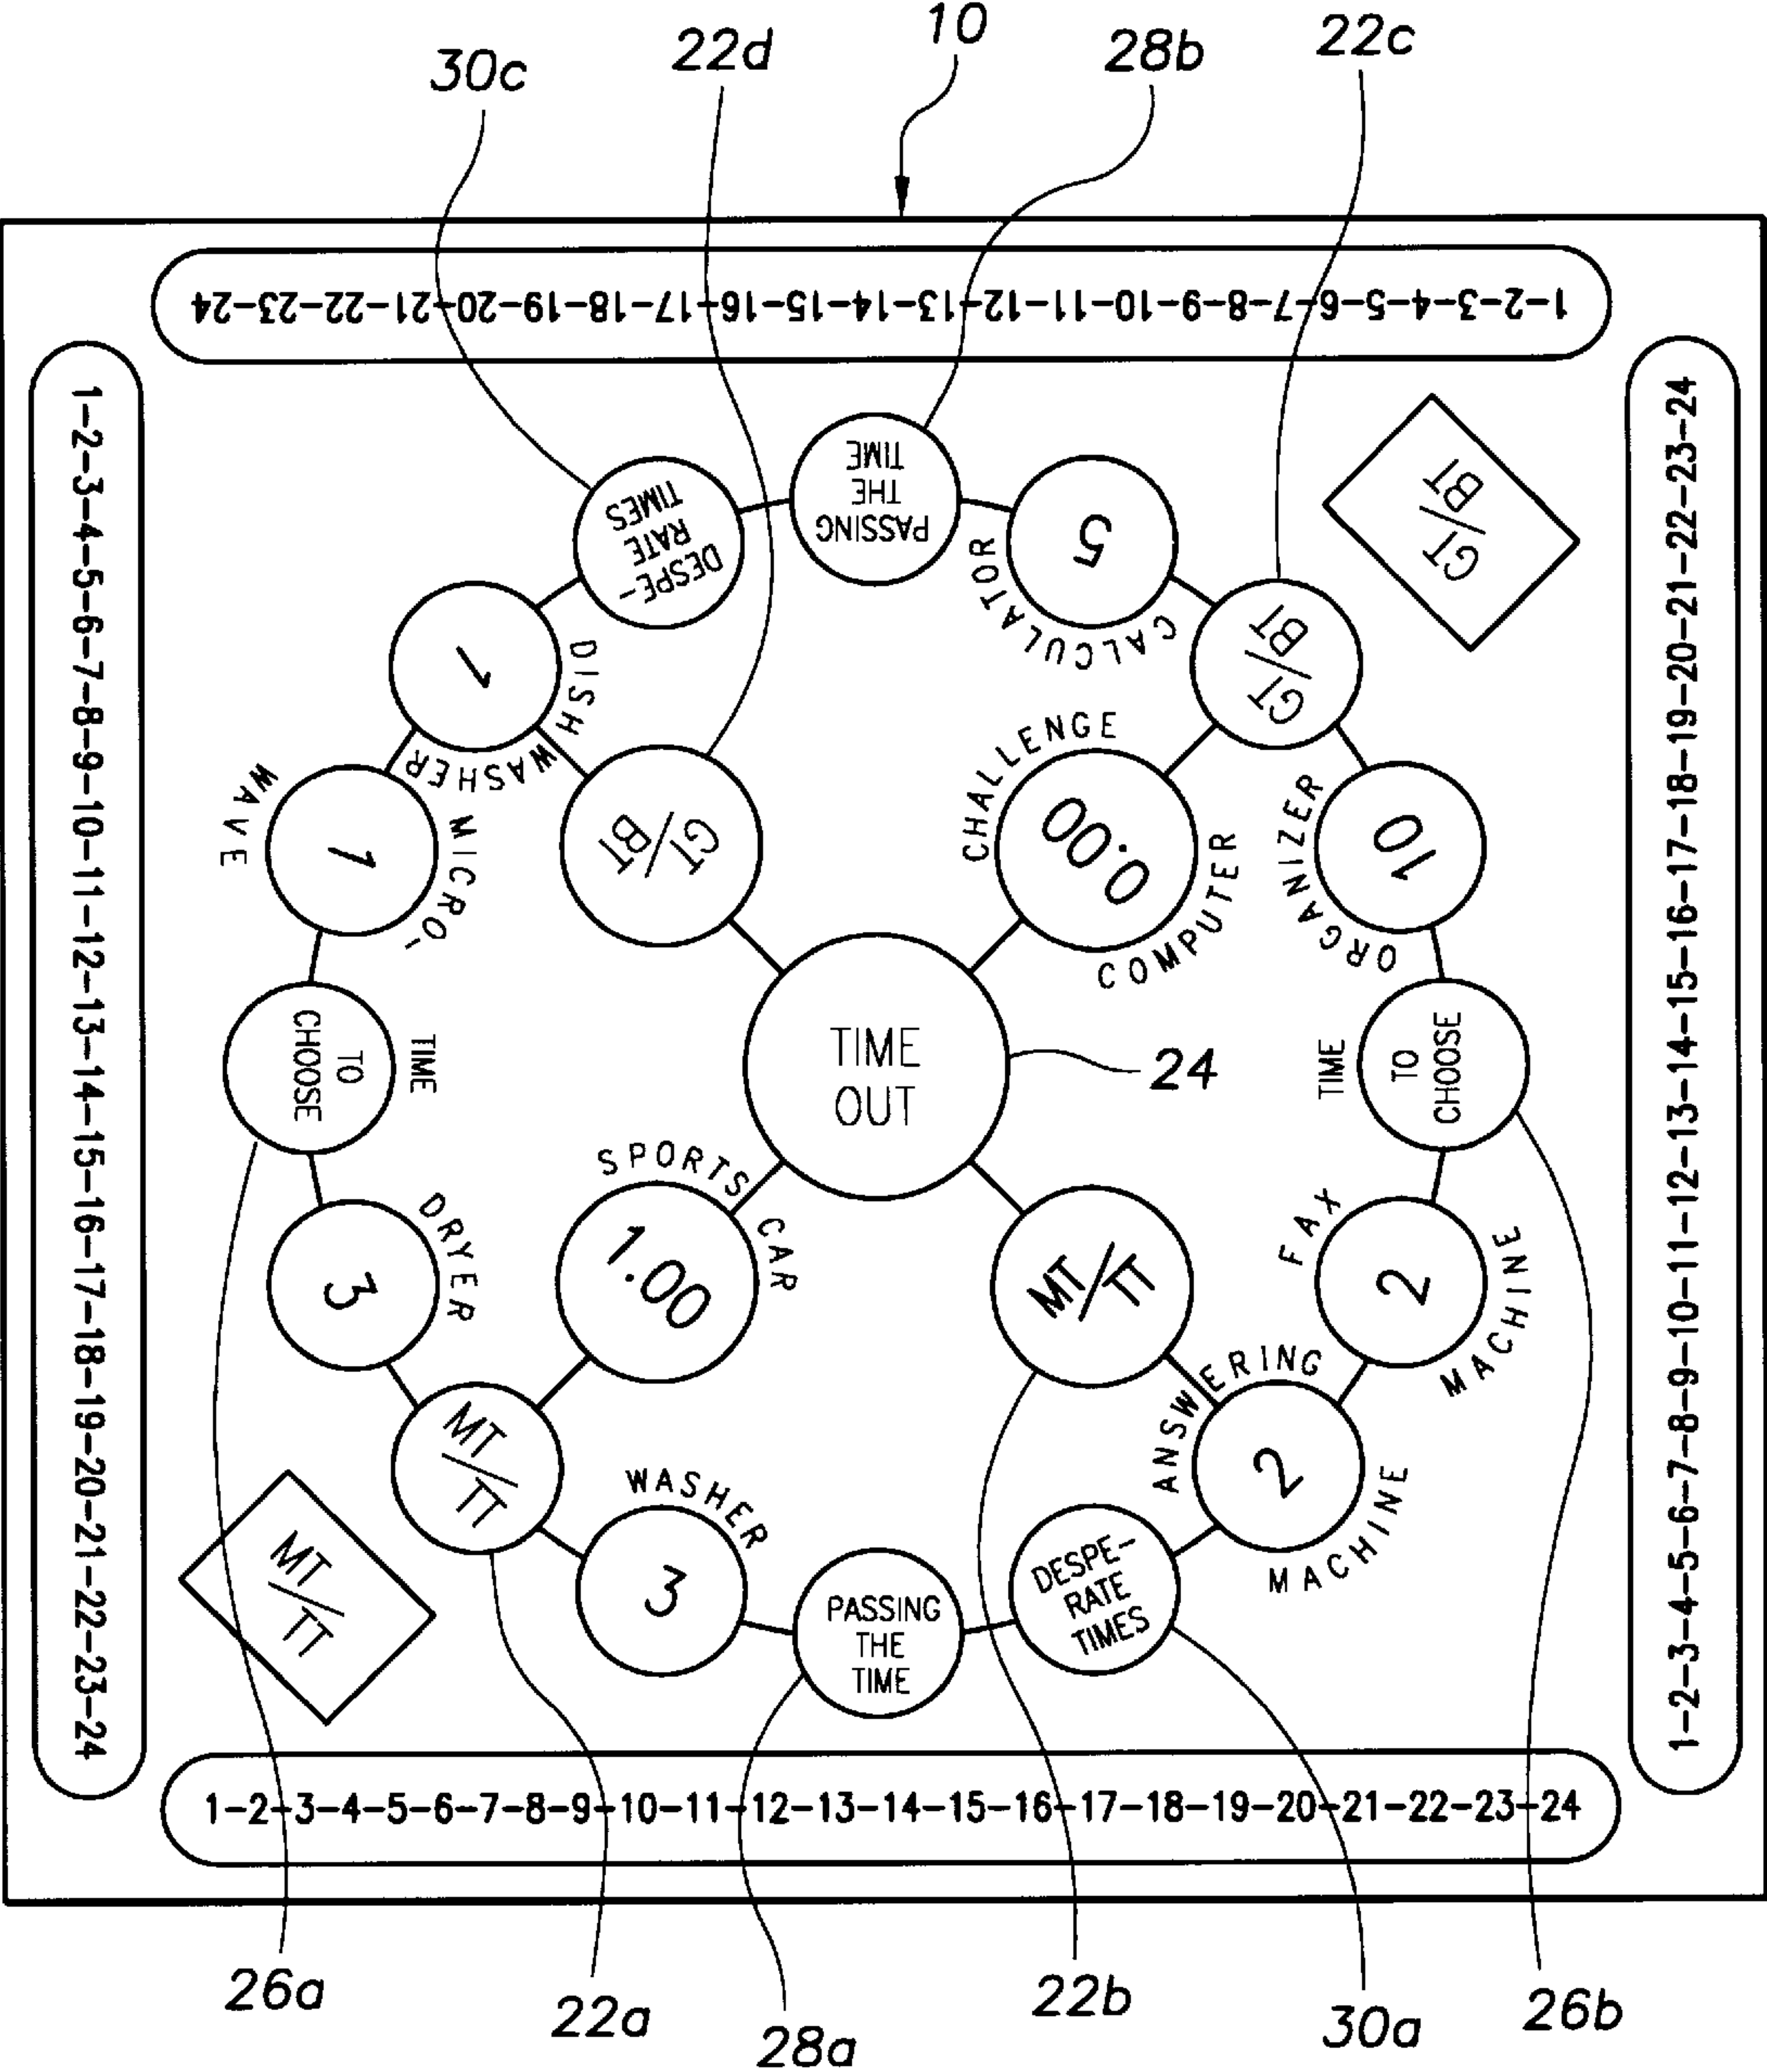 10
22d
22c
30c
28b
1-2-3-4-5-6-7-8-9-10-11-12-13-14-15-16-17-18-19-20-21-22-23-24
1-2-3-4-5-6-7-8-9-10-11-12-13-14-15-16-17-18-19-20-21-22-23-24
1-2-3-4-5-6-7-8-9-10-11-12-13-14-15-16-17-18-19-20-21-22-23-24
PASSING
THE
TIME
DESPE-
RATE
TIMES
5
CALCULATOR
GT/
BT
GT/
BT
1
DISH WASHER
1
MICRO-
WAVE
GT/
BT
CHALLENGE
0.00
COMPUTER
10
ORGANIZER
TIME
TO
CHOOSE
TIME
OUT
24
TIME
TO
CHOOSE
3
DRYER
SPORTS CAR
1.00
MT/
TT
FAX
2
MACHINE
MT
/
TT
ANSWERING
2
MACHINE
WASHER
3
MT
/
TT
PASSING
THE
TIME
DESPE-
RATE
TIMES
1-2-3-4-5-6-7-8-9-10-11-12-13-14-15-16-17-18-19-20-21-22-23-24
26a
22a
28a
22b
30a
26b